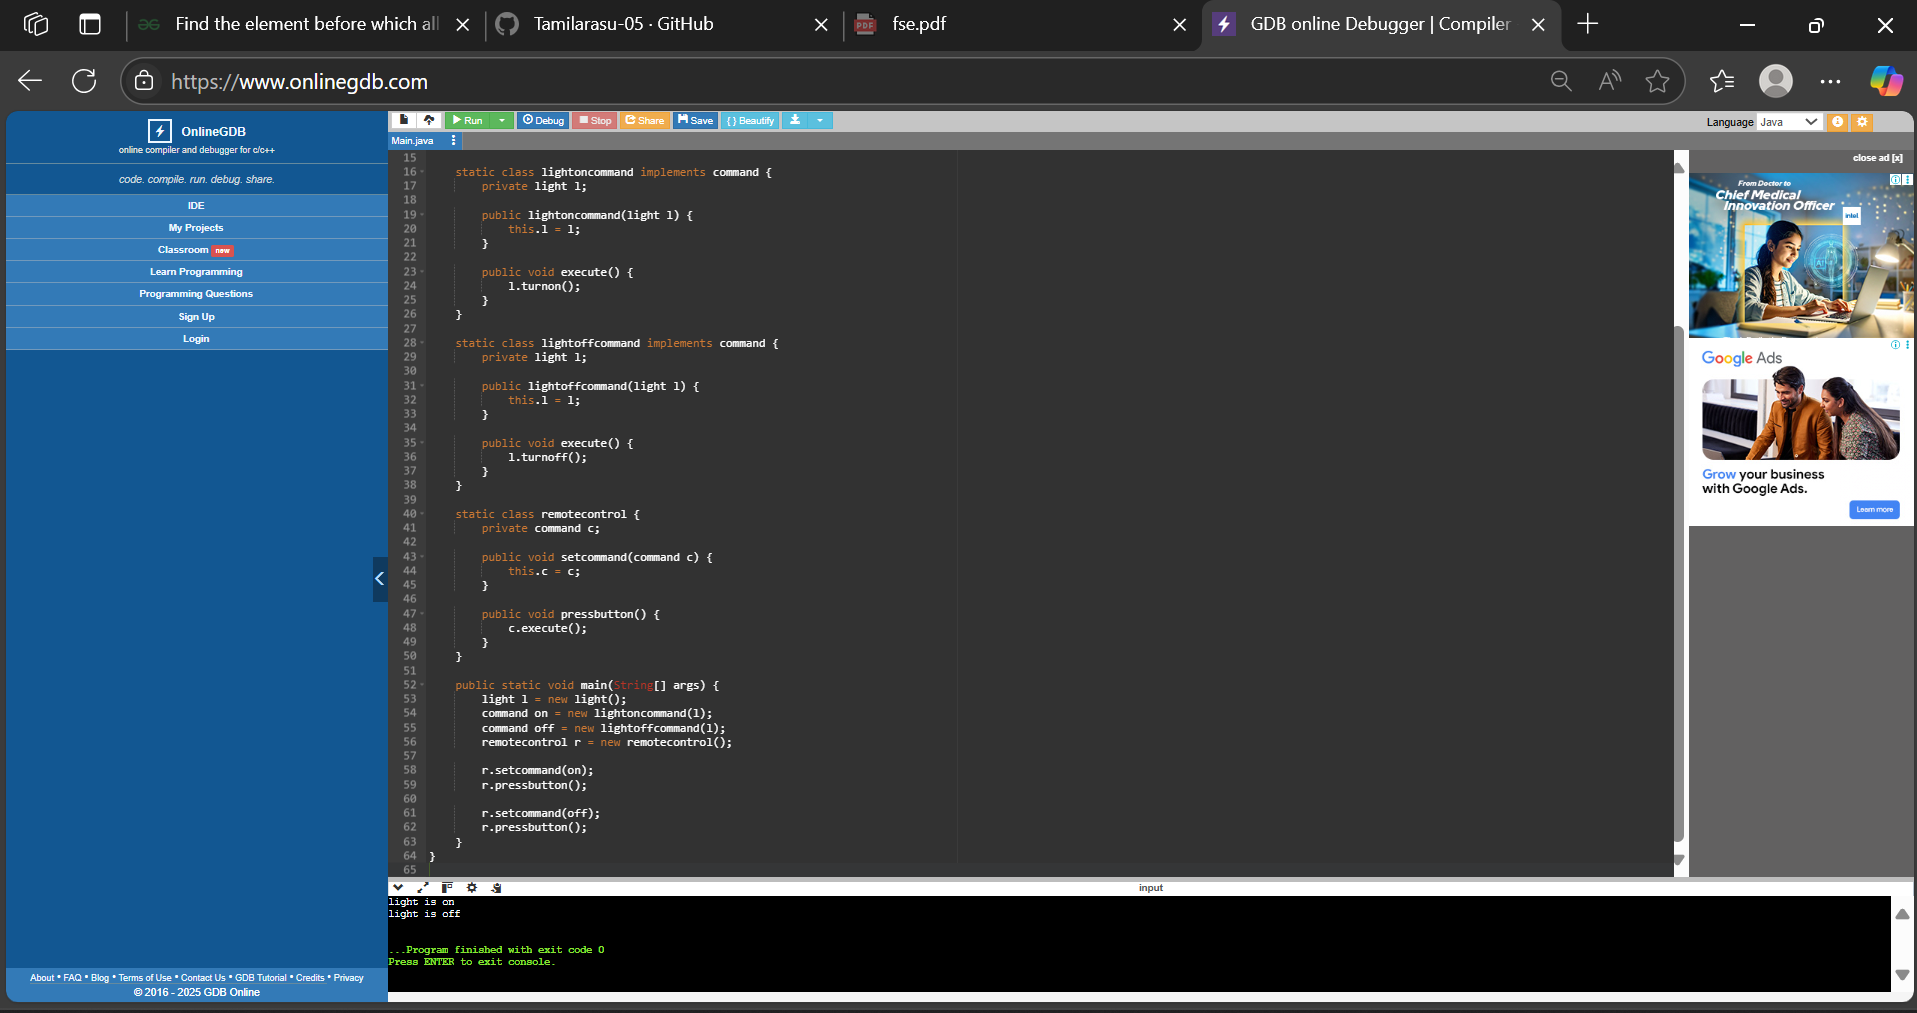 Find the element before which all
Tamilarasu-05 · GitHub
fse.pdf
GDB online Debugger | Compiler
https://www.onlinegdb.com
OnlineGDB
online compiler and debugger for c/c++
code. compile. run. debug. share.
IDE
My Projects
Classroom new
Learn Programming
Programming Questions
Sign Up
Login
About • FAQ • Blog • Terms of Use • Contact Us • GDB Tutorial • Credits • Privacy
© 2016 - 2025 GDB Online
Run Debug Stop Share Save { } Beautify
Language Java
Main.java
15
16 static class lightoncommand implements command {
17 private light l;
18
19 public lightoncommand(light l) {
20 this.l = l;
21 }
22
23 public void execute() {
24 l.turnon();
25 }
26 }
27
28 static class lightoffcommand implements command {
29 private light l;
30
31 public lightoffcommand(light l) {
32 this.l = l;
33 }
34
35 public void execute() {
36 l.turnoff();
37 }
38 }
39
40 static class remotecontrol {
41 private command c;
42
43 public void setcommand(command c) {
44 this.c = c;
45 }
46
47 public void pressbutton() {
48 c.execute();
49 }
50 }
51
52 public static void main(String[] args) {
53 light l = new light();
54 command on = new lightoncommand(l);
55 command off = new lightoffcommand(l);
56 remotecontrol r = new remotecontrol();
57
58 r.setcommand(on);
59 r.pressbutton();
60
61 r.setcommand(off);
62 r.pressbutton();
63 }
64 }
65
input
light is on
light is off
...Program finished with exit code 0
Press ENTER to exit console.
close ad [x]
From Doctor to
Chief Medical
Innovation Officer
intel
AI
Google Ads
Grow your business
with Google Ads.
Learn more